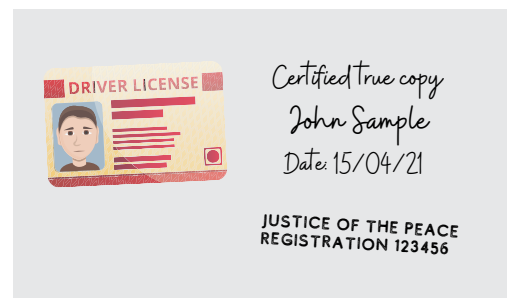 DRIVER LICENSE
Certified true copy
John Sample
Date: 15/04/21
JUSTICE OF THE PEACE
REGISTRATION 123456